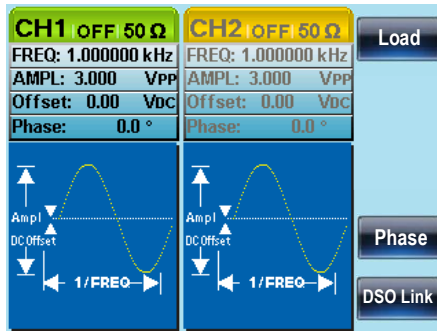 CH1 OFF 50 Ω
FREQ: 1.000000 kHz
AMPL: 3.000 VPP
Offset: 0.00 VDC
Phase: 0.0 °
Ampl
DC Offset
1/FREQ
CH2 OFF 50 Ω
FREQ: 1.000000 kHz
AMPL: 3.000 VPP
Offset: 0.00 VDC
Phase: 0.0 °
Ampl
DC Offset
1/FREQ
Load
Phase
DSO Link